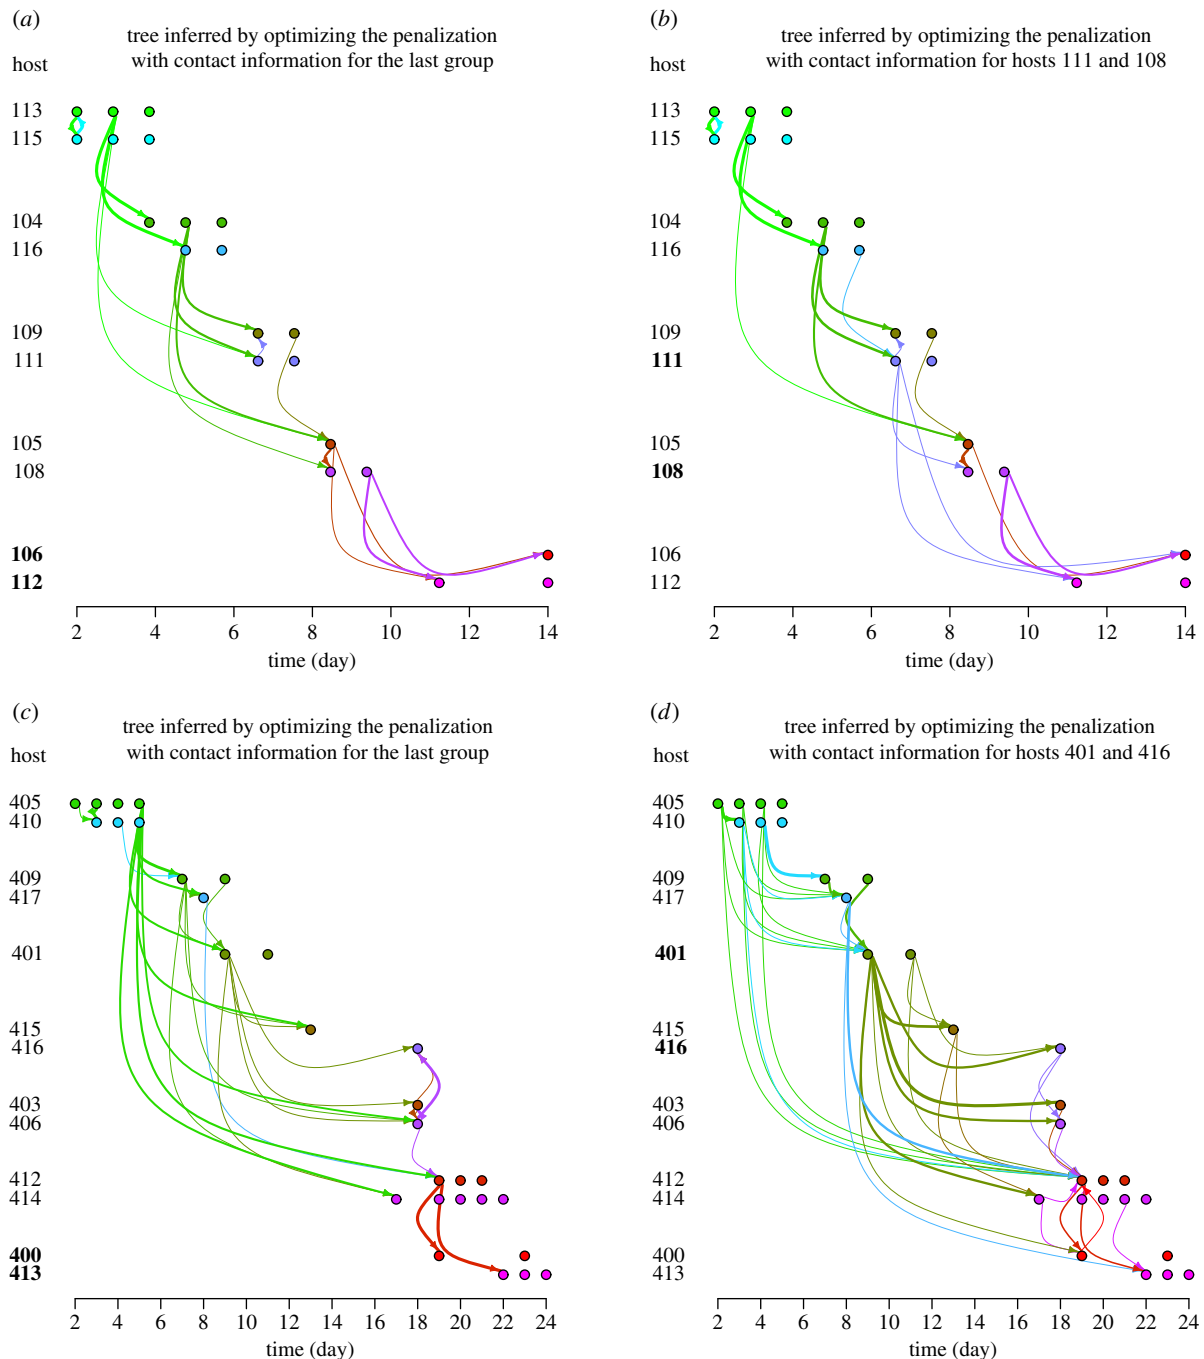 (a)
tree inferred by optimizing the penalization
with contact information for the last group
host
113
115
104
116
109
111
105
108
106
112
2 4 6 8 10 12 14
time (day)
(b)
tree inferred by optimizing the penalization
with contact information for hosts 111 and 108
host
113
115
104
116
109
111
105
108
106
112
2 4 6 8 10 12 14
time (day)
(c)
tree inferred by optimizing the penalization
with contact information for the last group
host
405
410
409
417
401
415
416
403
406
412
414
400
413
2 4 6 8 10 12 14 16 18 20 22 24
time (day)
(d)
tree inferred by optimizing the penalization
with contact information for hosts 401 and 416
host
405
410
409
417
401
415
416
403
406
412
414
400
413
2 4 6 8 10 12 14 16 18 20 22 24
time (day)